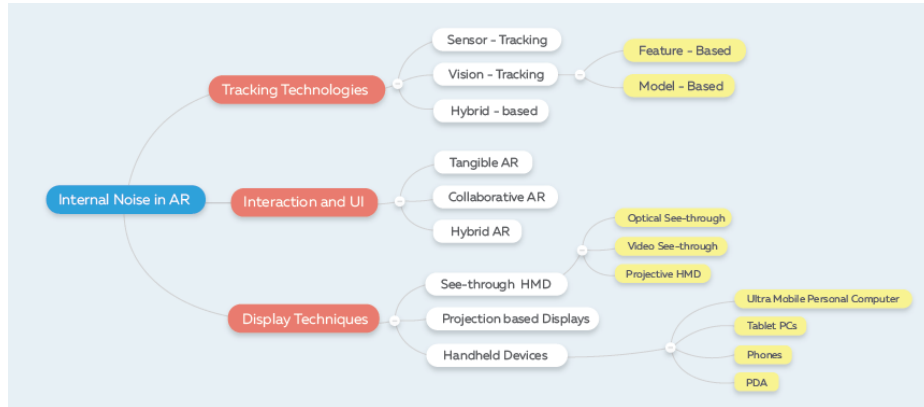 Internal Noise in AR
Tracking Technologies
Sensor - Tracking
Vision - Tracking
Feature - Based
Model - Based
Hybrid - based
Interaction and UI
Tangible AR
Collaborative AR
Hybrid AR
Display Techniques
See-through HMD
Optical See-through
Video See-through
Projective HMD
Projection based Displays
Handheld Devices
Ultra Mobile Personal Computer
Tablet PCs
Phones
PDA